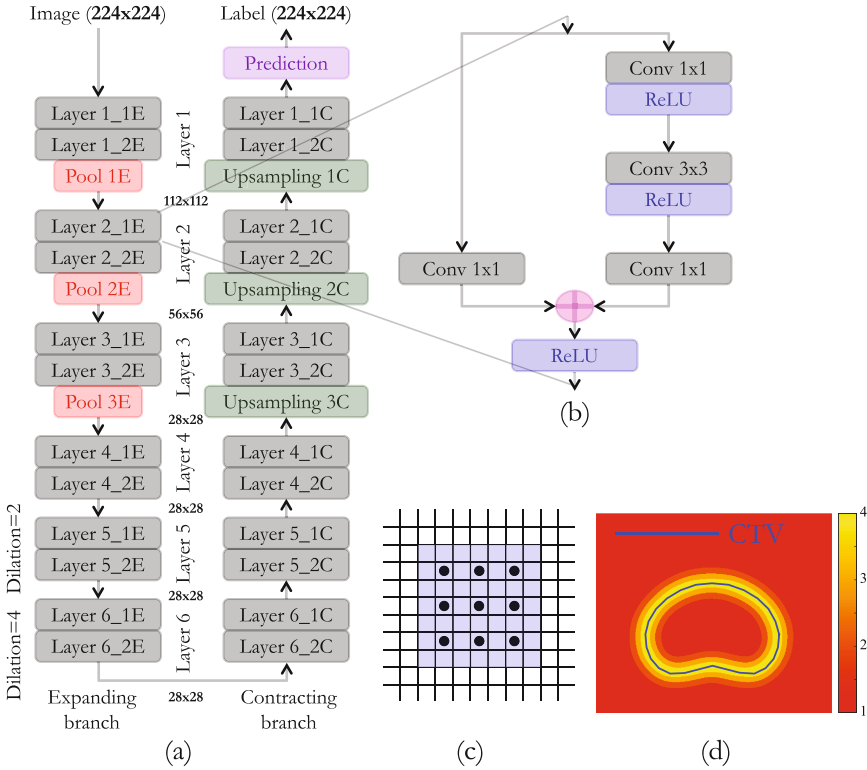 Image (224x224)
Label (224x224)
Prediction
Layer 1_1E
Layer 1_2E
Pool 1E
Layer 1
Layer 1_1C
Layer 1_2C
Upsampling 1C
112x112
Layer 2_1E
Layer 2_2E
Pool 2E
Layer 2
Layer 2_1C
Layer 2_2C
Upsampling 2C
56x56
Layer 3_1E
Layer 3_2E
Pool 3E
Layer 3
Layer 3_1C
Layer 3_2C
Upsampling 3C
28x28
Layer 4_1E
Layer 4_2E
Layer 4
Layer 4_1C
Layer 4_2C
28x28
Dilation=2
Layer 5_1E
Layer 5_2E
Layer 5
Layer 5_1C
Layer 5_2C
28x28
Dilation=4
Layer 6_1E
Layer 6_2E
Layer 6
Layer 6_1C
Layer 6_2C
Expanding
branch
28x28
Contracting
branch
(a)
Conv 1x1
ReLU
Conv 3x3
ReLU
Conv 1x1
Conv 1x1
ReLU
(b)
(c)
CTV
4
3
2
1
(d)